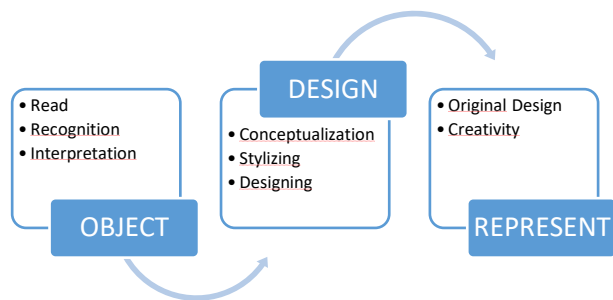 • Read
• Recognition
• Interpretation
OBJECT
DESIGN
• Conceptualization
• Stylizing
• Designing
• Original Design
• Creativity
REPRESENT